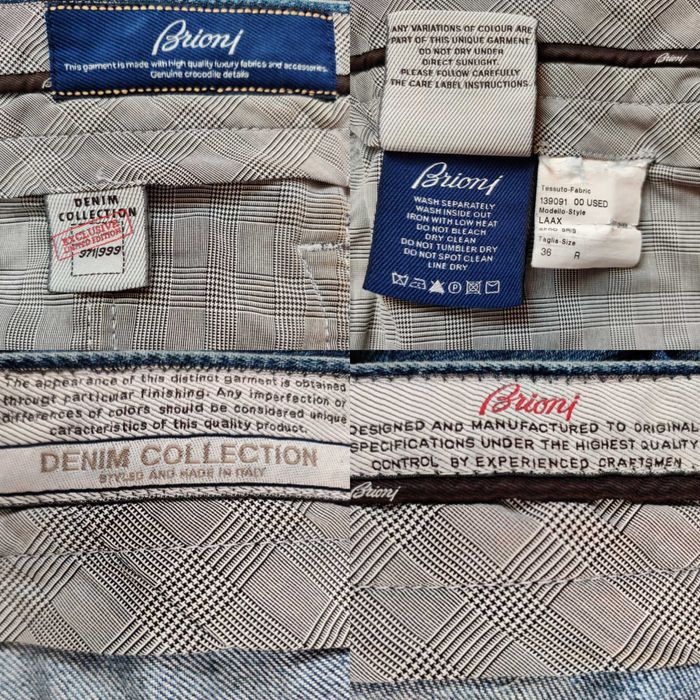 Brioni
This garment is made with high quality luxury fabrics and accessories.
Genuine crocodile details
DENIM
COLLECTION
EXCLUSIVE
LIMITED EDITION
971/999
ANY VARIATIONS OF COLOUR ARE
PART OF THIS UNIQUE GARMENT.
DO NOT DRY UNDER
DIRECT SUNLIGHT.
PLEASE FOLLOW CAREFULLY
THE CARE LABEL INSTRUCTIONS.
Brioni
Brioni
WASH SEPARATELY
WASH INSIDE OUT
IRON WITH LOW HEAT
DO NOT BLEACH
DRY CLEAN
DO NOT TUMBLER DRY
DO NOT SPOT CLEAN
LINE DRY
Tessuto-Fabric
139091 00 USED
Modello-Style
LAAX
Taglia-Size
36 R
The appearance of this distinct garment is obtained
through particular finishing. Any imperfection or
differences of colors should be considered unique
caracteristics of this quality product.
DENIM COLLECTION
STYLED AND MADE IN ITALY
Brioni
DESIGNED AND MANUFACTURED TO ORIGINAL
SPECIFICATIONS UNDER THE HIGHEST QUALITY
CONTROL BY EXPERIENCED CRAFTSMEN
Brioni